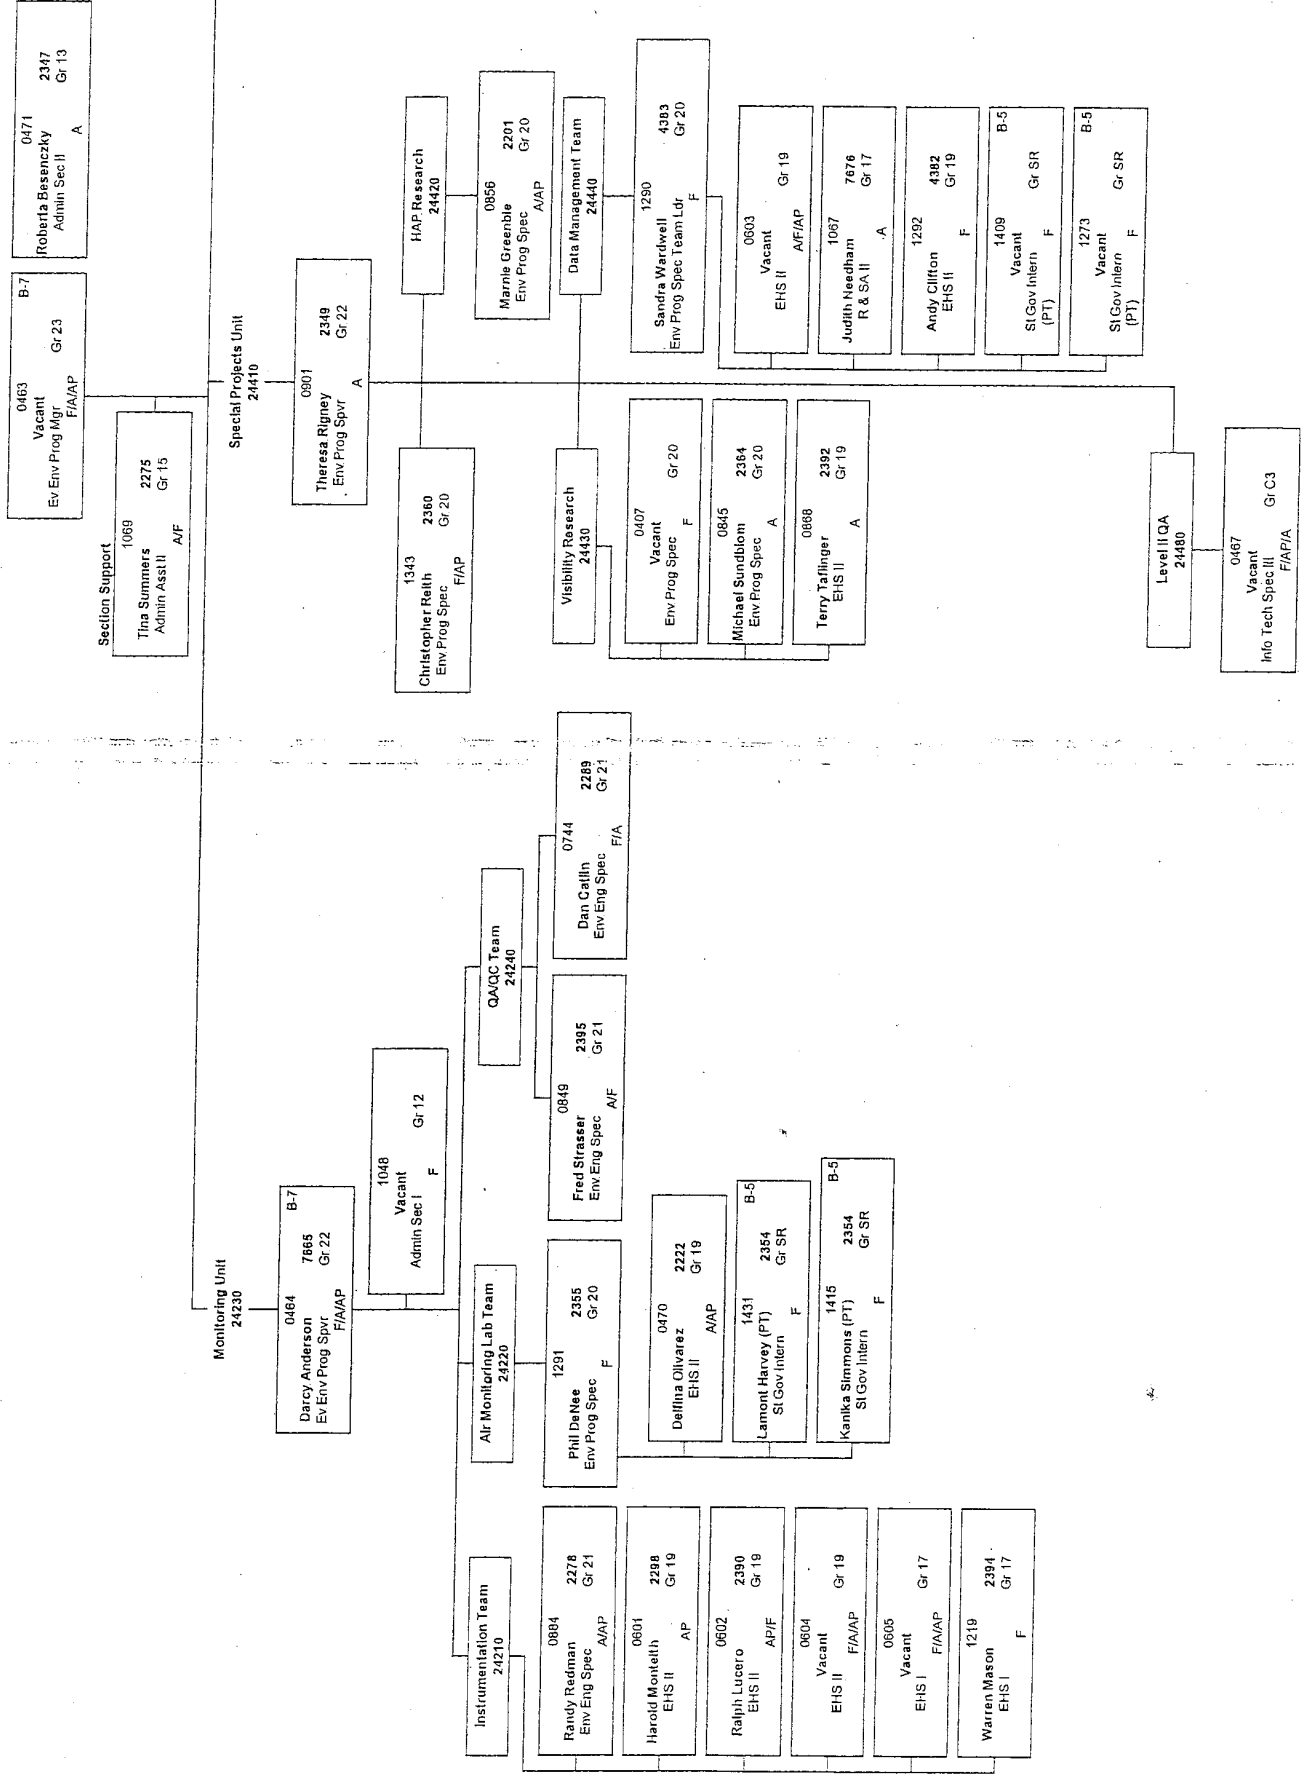 0463 B-7
Vacant
Ev Env Prog Mgr Gr 23
F/A/AP
0471
Roberta Besenczky 2347
Admin Sec II Gr 13
A
Section Support
1069
Tina Summers 2275
Admin Asst II Gr 15
A/F
Monitoring Unit
24230
0464 B-7
Darcy Anderson 7665
Ev Env Prog Spvr Gr 22
F/A/AP
1048
Vacant
Admin Sec I Gr 12
F
Instrumentation Team
24210
0884
Randy Redman 2278
Env Eng Spec Gr 21
A/AP
0601
Harold Monteith 2298
EHS II Gr 19
AP
0602
Ralph Lucero 2390
EHS II Gr 19
AP/F
0604
Vacant
EHS II Gr 19
F/A/AP
0605
Vacant
EHS I Gr 17
F/A/AP
1219
Warren Mason 2394
EHS I Gr 17
F
Air Monitoring Lab Team
24220
1291
Phil DeNee 2355
Env Prog Spec Gr 20
F
0470
Delfina Olivarez 2222
EHS II Gr 19
A/AP
1431 B-5
Lamont Harvey (PT) 2354
St Gov Intern Gr SR
F
1415 B-5
Kanika Simmons (PT) 2354
St Gov Intern Gr SR
F
QA/QC Team
24240
0849
Fred Strasser 2395
Env. Eng Spec Gr 21
A/F
0744
Dan Catlin 2289
Env. Eng Spec Gr 21
F/A
Special Projects Unit
24410
0901
Theresa Rigney 2349
Env. Prog Spvr Gr 22
A
1343
Christopher Reith 2360
Env. Prog Spec Gr 20
F/AP
HAP Research
24420
0856
Marnie Greenbie 2201
Env Prog Spec Gr 20
A/AP
Visibility Research
24430
0407
Vacant
Env Prog Spec Gr 20
F
0845
Michael Sundblom 2364
Env. Prog Spec Gr 20
A
0868
Terry Taflinger 2392
EHS II Gr 19
A
Data Management Team
24440
1290
Sandra Wardwell 4383
Env Prog Spec Team Ldr Gr 20
F
0603
Vacant
EHS II Gr 19
A/F/AP
1067
Judith Needham 7676
R & SA II Gr 17
A
1292
Andy Clifton 4382
EHS II Gr 19
F
1409 B-5
Vacant
St Gov Intern Gr SR
(PT) F
1273 B-5
Vacant
St Gov Intern Gr SR
(PT) F
Level II QA
24480
0467
Vacant
Info Tech Spec III Gr C3
F/AP/A